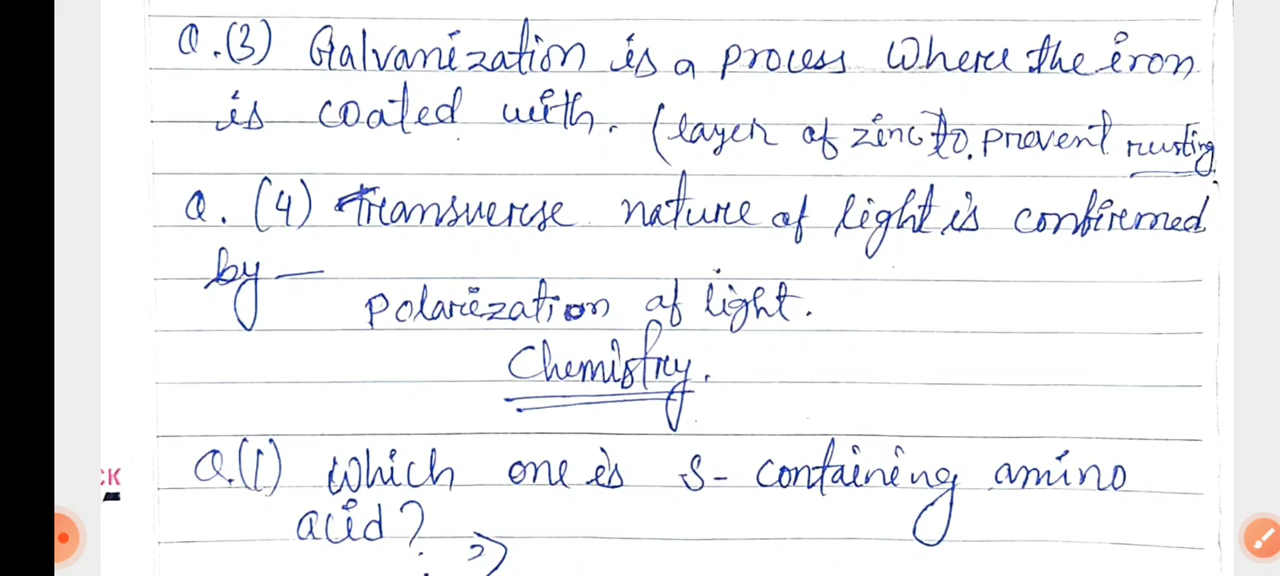 Q.(3) Galvanization is a process where the iron
is coated with. (layer of zinc to prevent rusting
Q. (4) Transverse nature of light is confirmed
by —
Polarization of light.
Chemistry.
CK
Q.(1) which one is S- containing amino
acid? ⇒